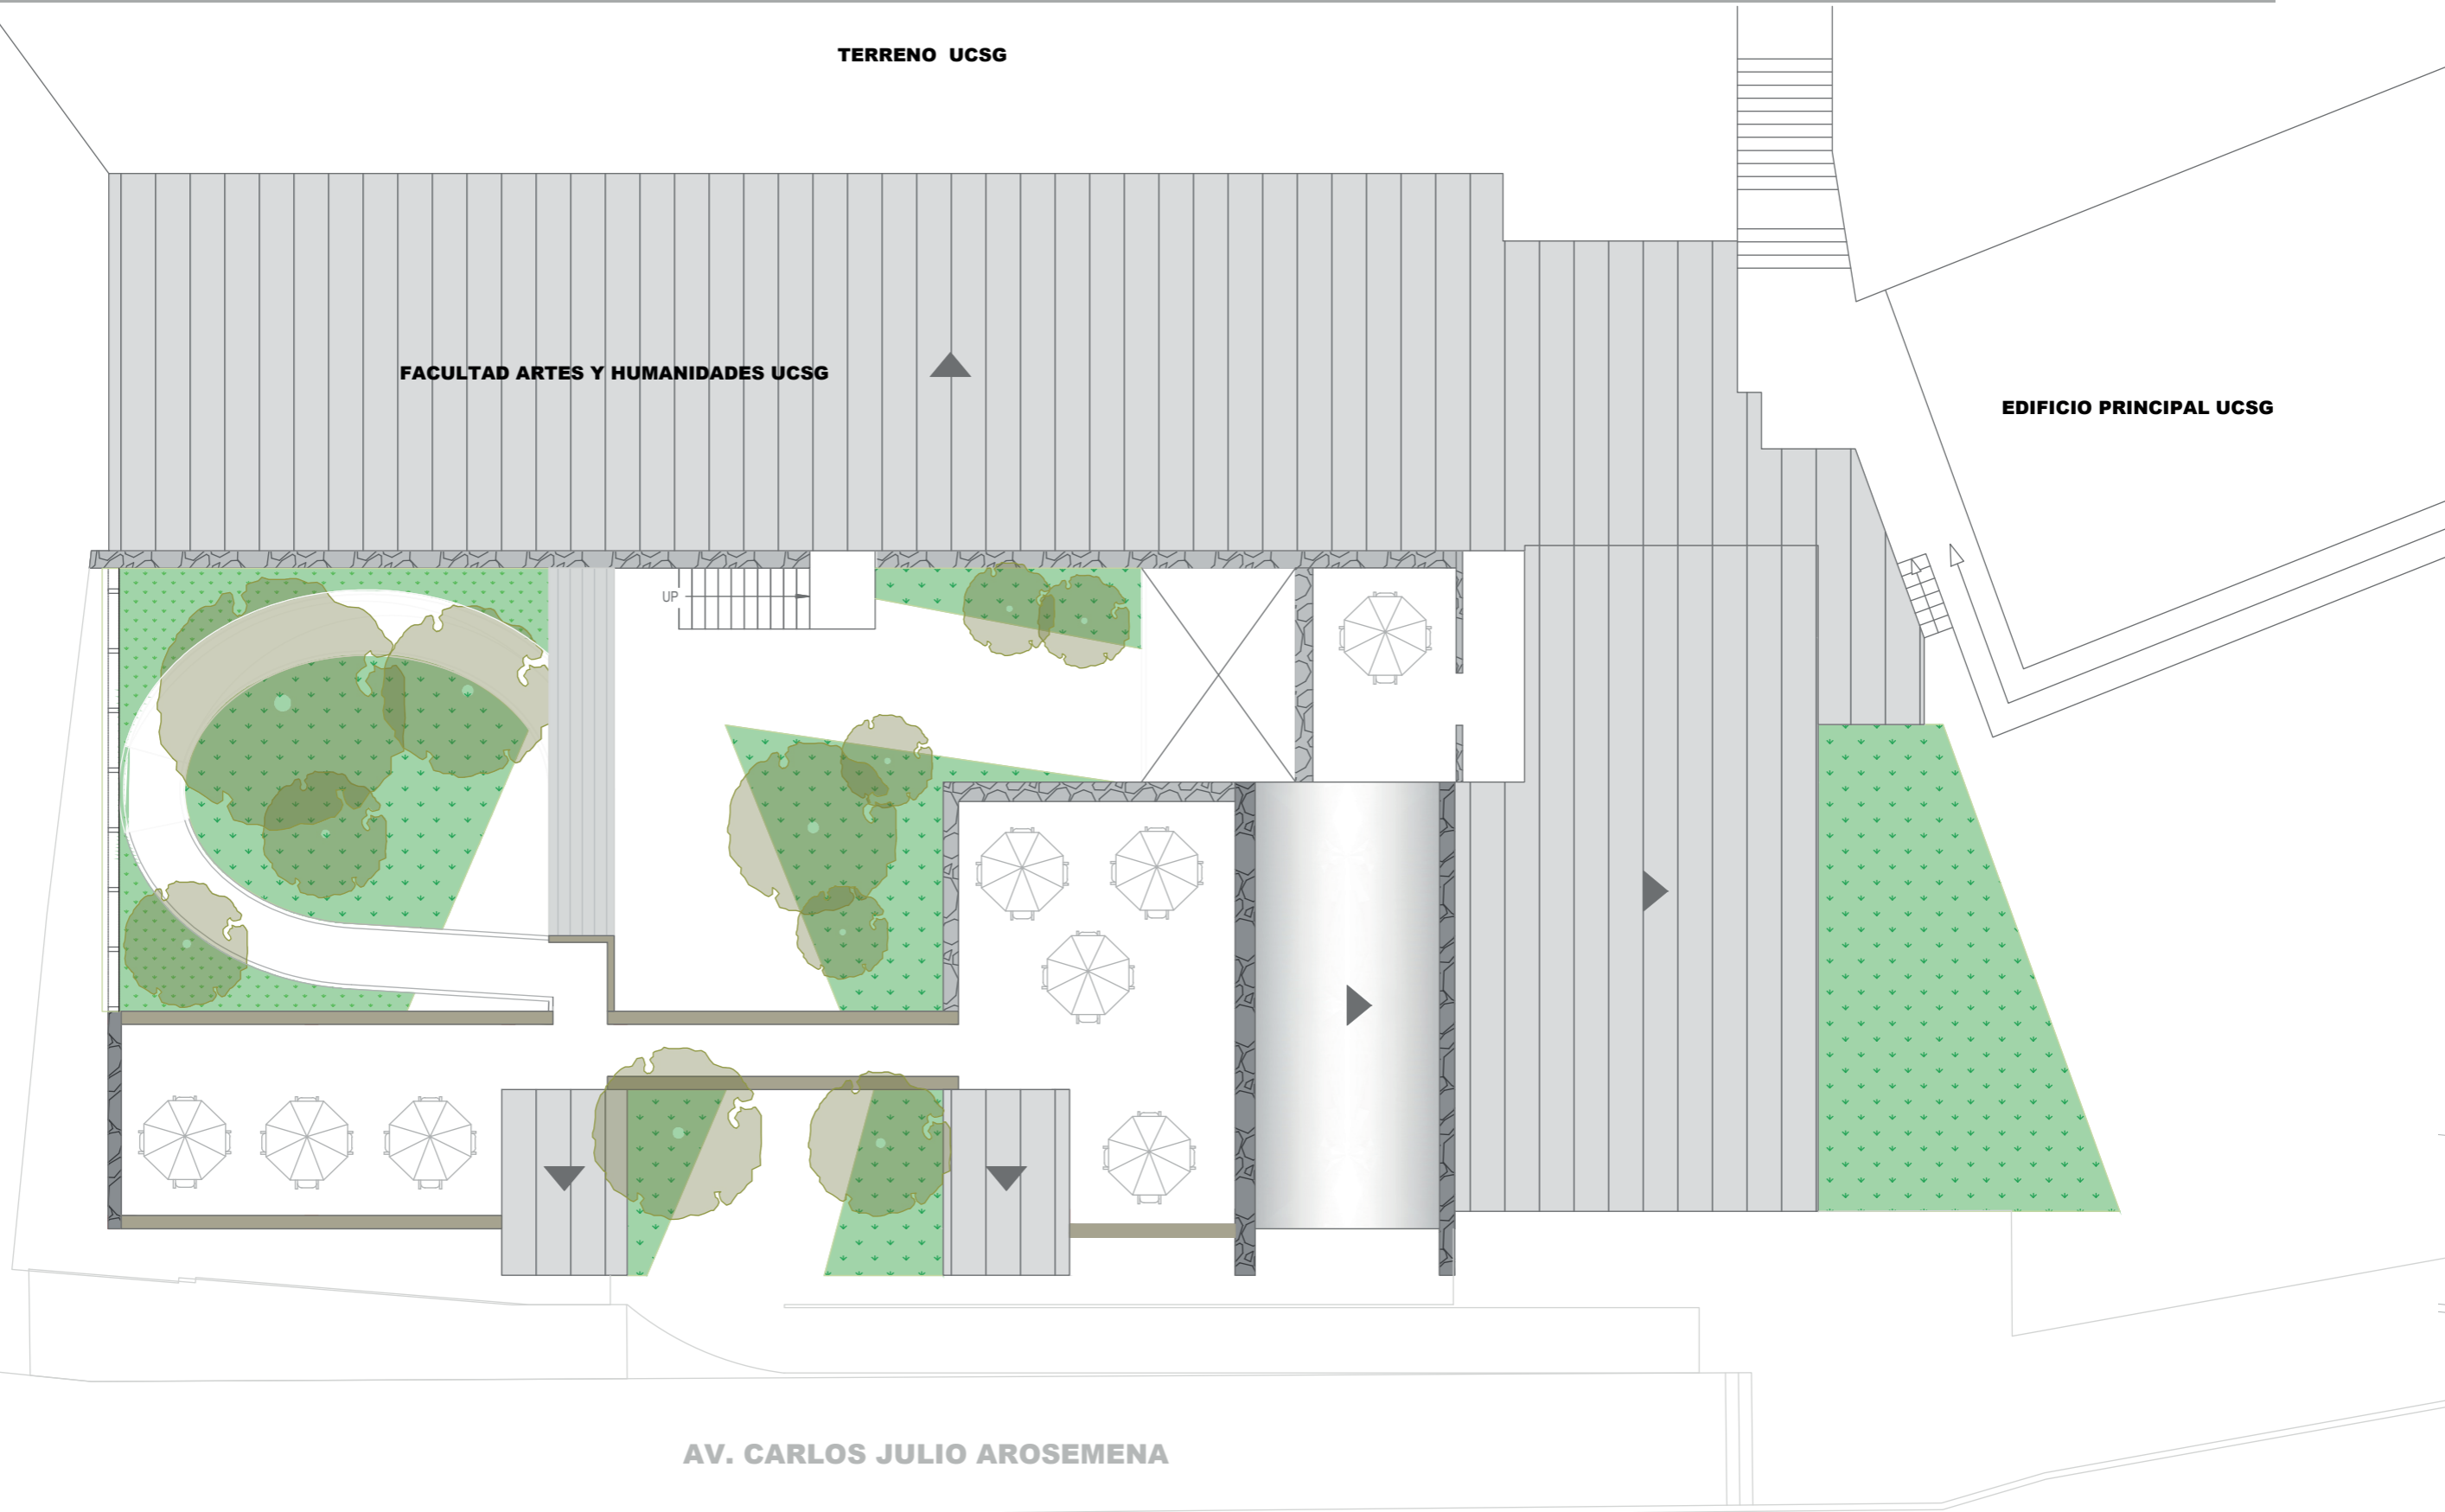 TERRENO UCSG
FACULTAD ARTES Y HUMANIDADES UCSG
EDIFICIO PRINCIPAL UCSG
UP
AV. CARLOS JULIO AROSEMENA